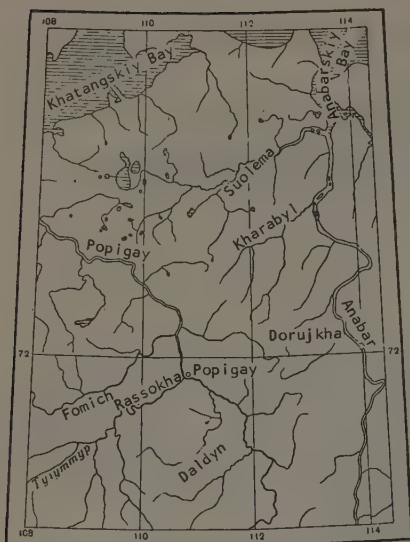 108
110
112
114
Khatangskiy Bay
Anabarskiy
Bay
Suolema
Kharabyl
Popigay
Anabar
Dorujkha
72
72
Popigay
Rassokha
Fomich
Daldyn
108
110
112
114